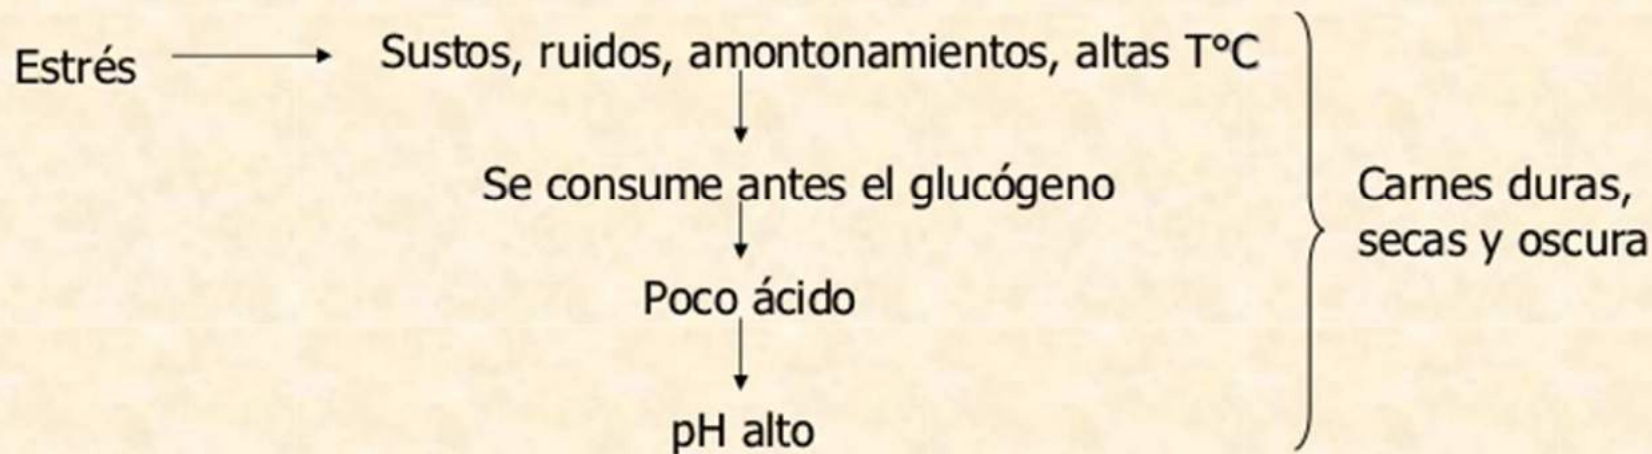 Estrés
Sustos, ruidos, amontonamientos, altas T°C
Se consume antes el glucógeno
Poco ácido
pH alto
Carnes duras,
secas y oscura